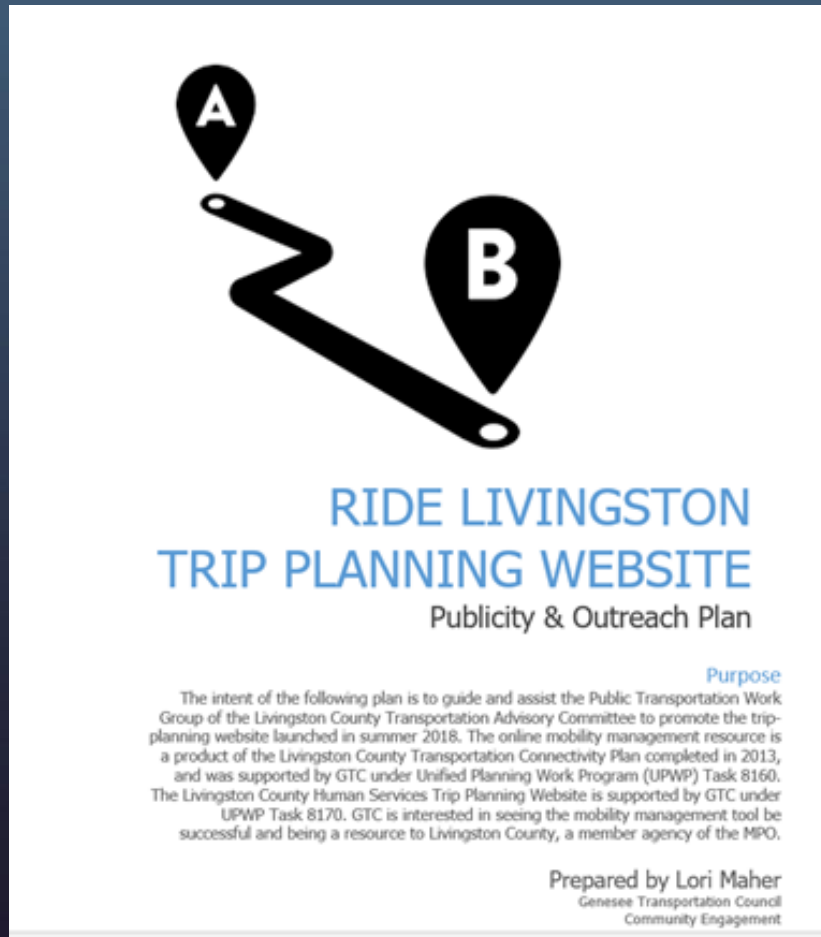 A
B
RIDE LIVINGSTON
TRIP PLANNING WEBSITE
Publicity & Outreach Plan
Purpose
The intent of the following plan is to guide and assist the Public Transportation Work
Group of the Livingston County Transportation Advisory Committee to promote the trip-
planning website launched in summer 2018. The online mobility management resource is
a product of the Livingston County Transportation Connectivity Plan completed in 2013,
and was supported by GTC under Unified Planning Work Program (UPWP) Task 8160.
The Livingston County Human Services Trip Planning Website is supported by GTC under
UPWP Task 8170. GTC is interested in seeing the mobility management tool be
successful and being a resource to Livingston County, a member agency of the MPO.
Prepared by Lori Maher
Genesee Transportation Council
Community Engagement